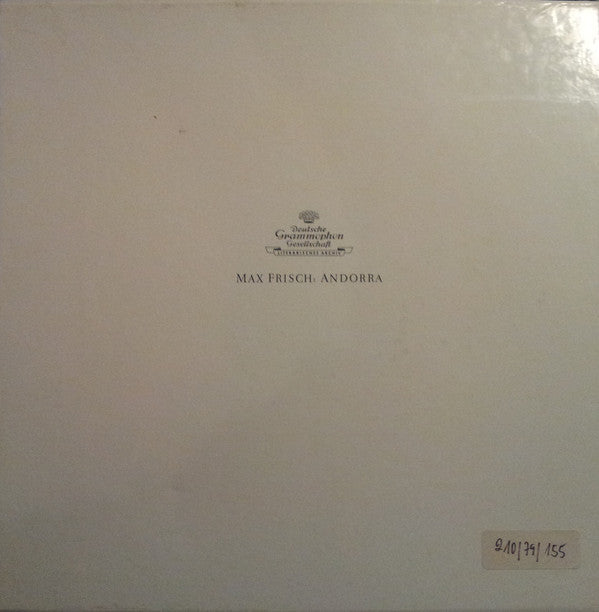 Deutsche
Grammophon
Gesellschaft
LITERARISCHES ARCHIV
MAX FRISCH: ANDORRA
210/79/155